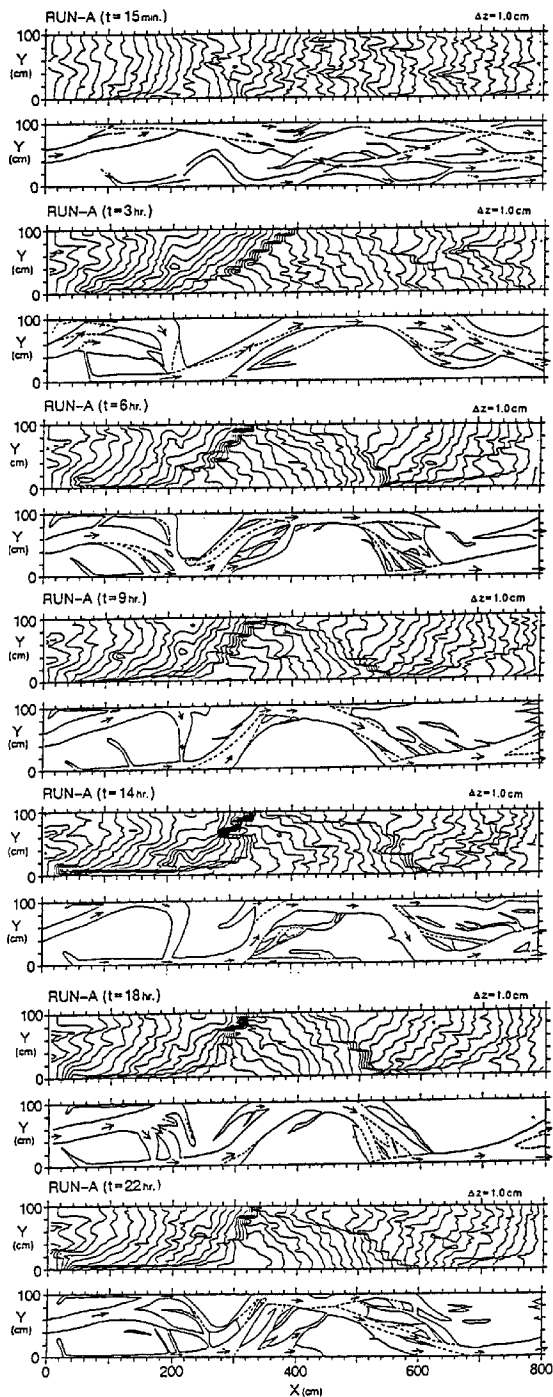 RUN-A (t=15min.) Δz=1.0cm
100
Y
(cm)
0
100
Y
(cm)
0
RUN-A (t=3hr.) Δz=1.0cm
100
Y
(cm)
0
100
Y
(cm)
0
RUN-A (t=6hr.) Δz=1.0cm
100
Y
cm)
0
100
Y
(cm)
0
RUN-A (t=9hr.) Δz=1.0cm
100
Y
(cm)
0
100
Y
(cm)
0
RUN-A (t=14hr.) Δz=1.0cm
100
Y
(cm)
0
100
Y
(cm)
0
RUN-A (t=18hr.) Δz=1.0cm
100
Y
(cm)
0
100
Y
(cm)
0
RUN-A (t=22hr.) Δz=1.0cm
100
Y
(cm)
0
100
Y
(cm)
0
0 200 400 600 800
X(cm)